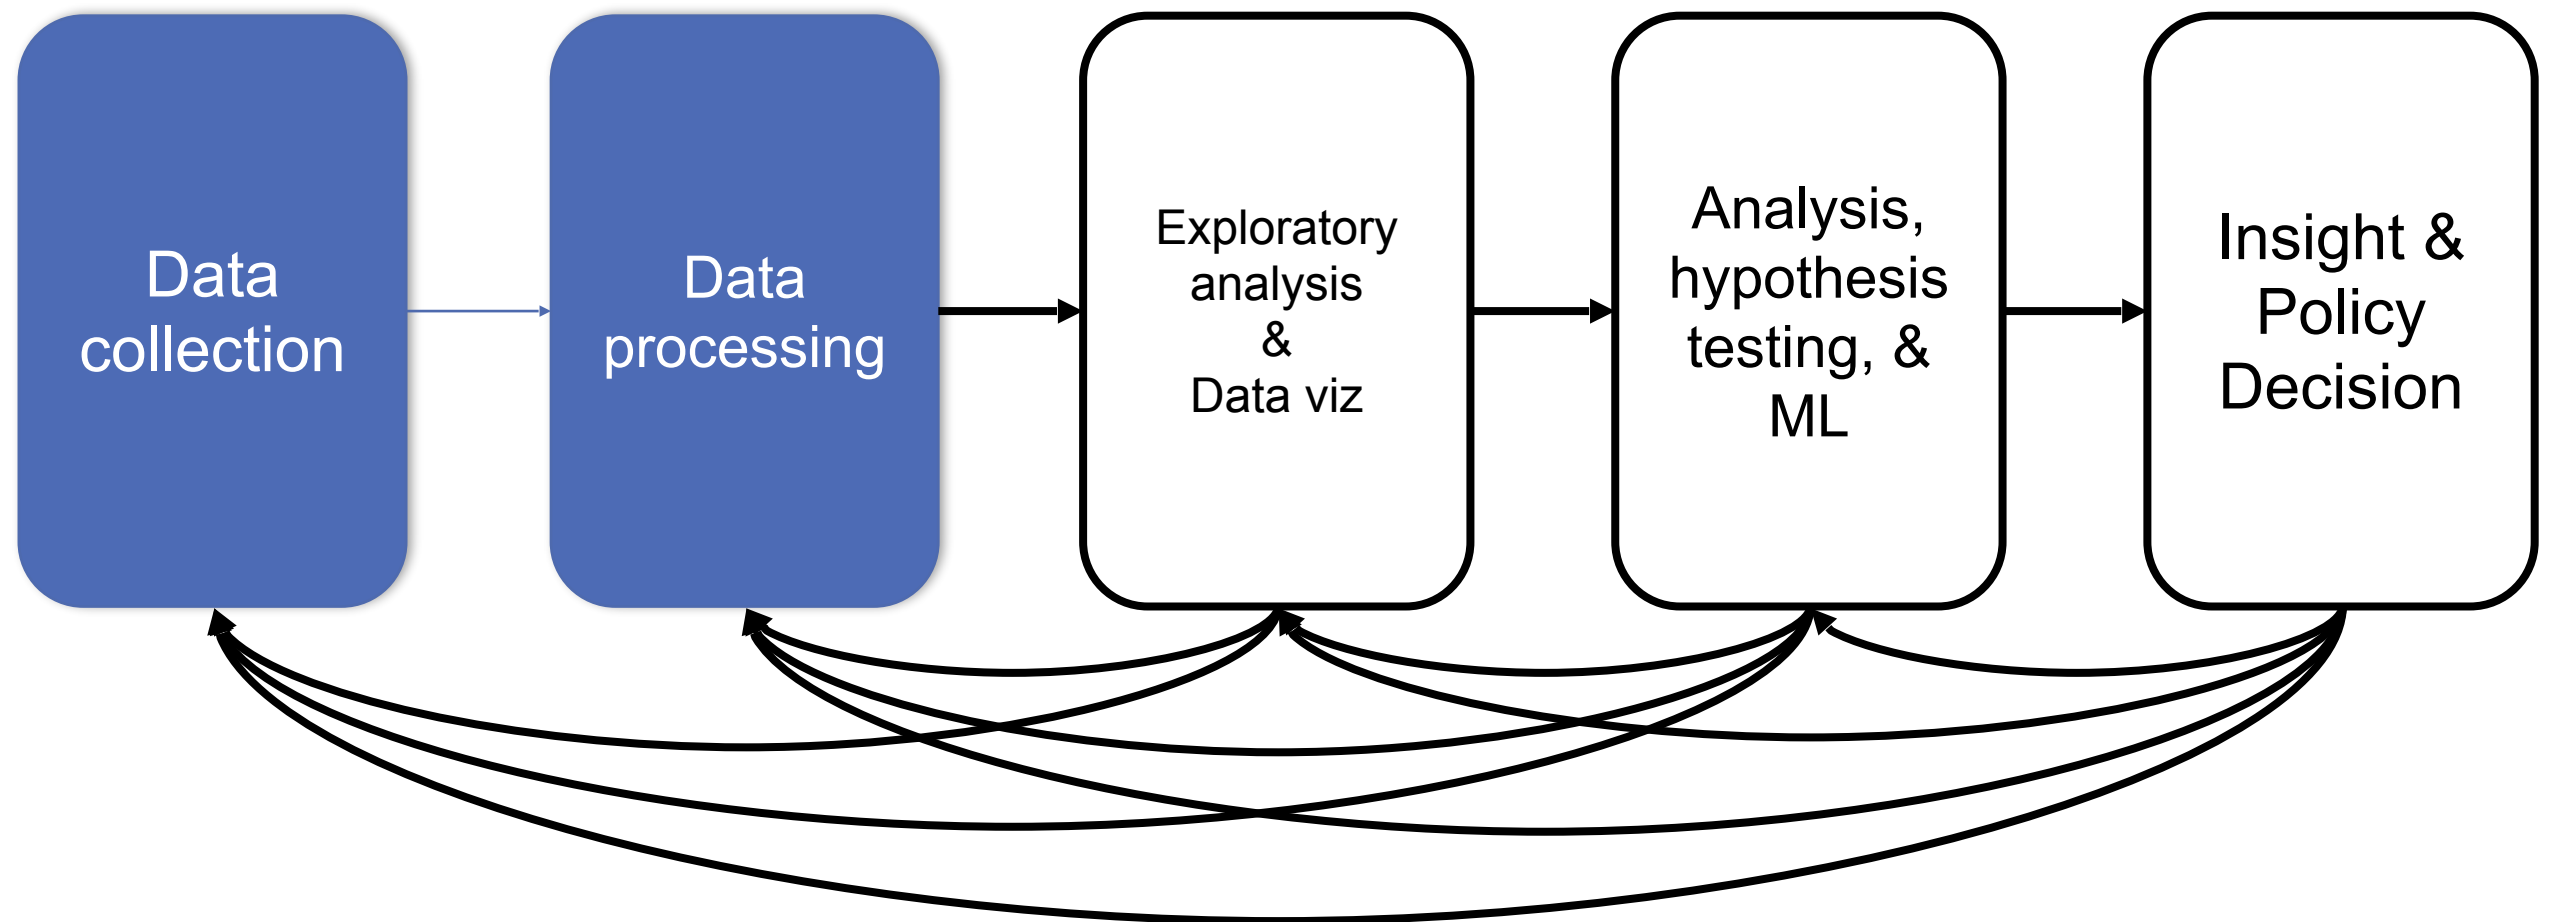 Data
collection
Data
processing
Exploratory
analysis
&
Data viz
Analysis,
hypothesis
testing, &
ML
Insight &
Policy
Decision